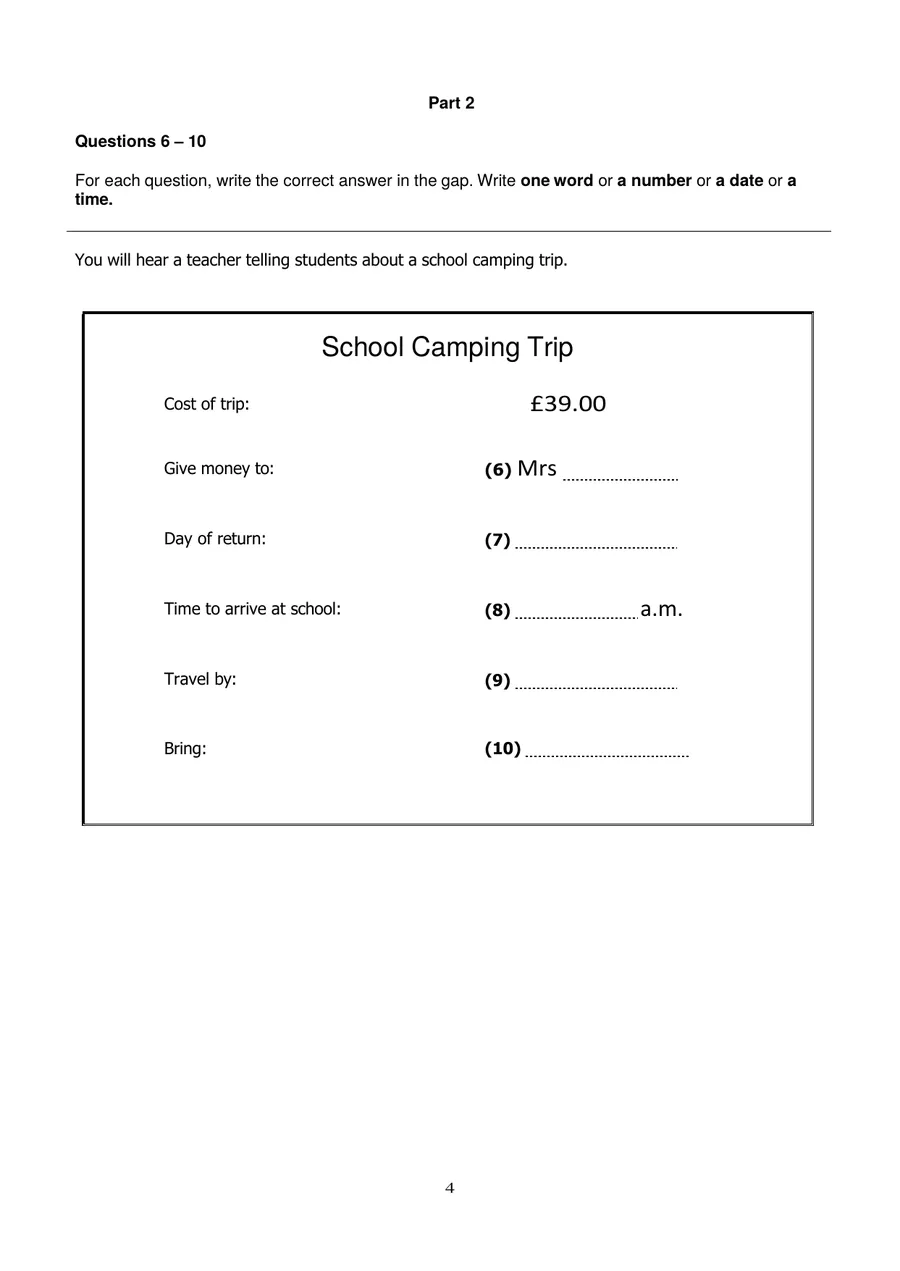 Part 2
Questions 6 – 10
For each question, write the correct answer in the gap. Write one word or a number or a date or a
time.
You will hear a teacher telling students about a school camping trip.
School Camping Trip
Cost of trip: £39.00
Give money to: (6) Mrs
Day of return: (7)
Time to arrive at school: (8) a.m.
Travel by: (9)
Bring: (10)
4